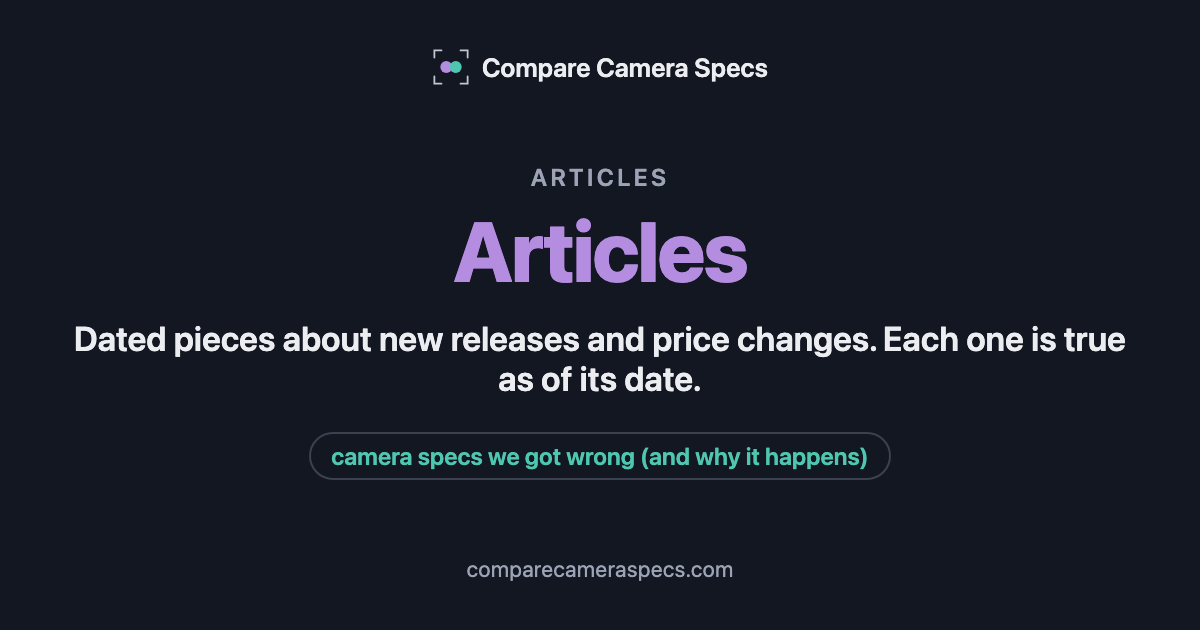 Compare Camera Specs
ARTICLES
Articles
Dated pieces about new releases and price changes. Each one is true
as of its date.
camera specs we got wrong (and why it happens)
comparecameraspecs.com